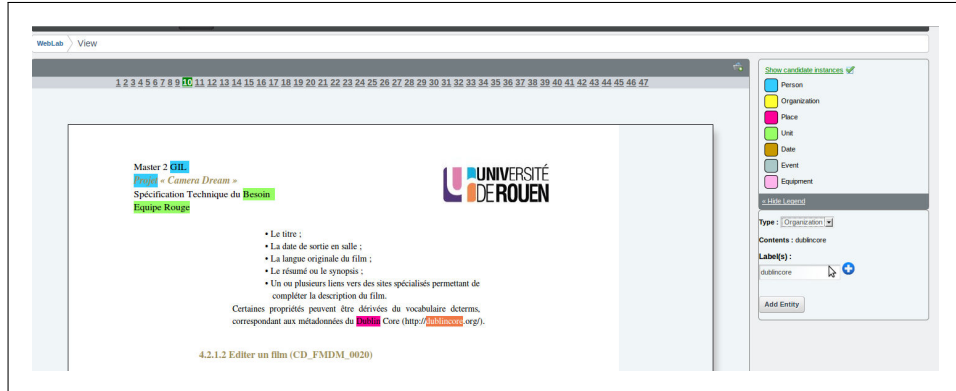 WebLab View
1 2 3 4 5 6 7 8 9 10 11 12 13 14 15 16 17 18 19 20 21 22 23 24 25 26 27 28 29 30 31 32 33 34 35 36 37 38 39 40 41 42 43 44 45 46 47
Master 2 GIL
Projet « Camera Dream »
Spécification Technique du Besoin
Equipe Rouge
UNIVERSITÉ
DE ROUEN
• Le titre ;
• La date de sortie en salle ;
• La langue originale du film ;
• Le résumé ou le synopsis ;
• Un ou plusieurs liens vers des sites spécialisés permettant de
compléter la description du film.
Certaines propriétés peuvent être dérivées du vocabulaire dcterms,
correspondant aux métadonnées du Dublin Core (http://dublincore.org/).
4.2.1.2 Editer un film (CD_FMDM_0020)
Show candidate instances
Person
Organization
Place
Unit
Date
Event
Equipment
« Hide Legend
Type : Organization
Contents : dublincore
Label(s) :
dublincore
Add Entity